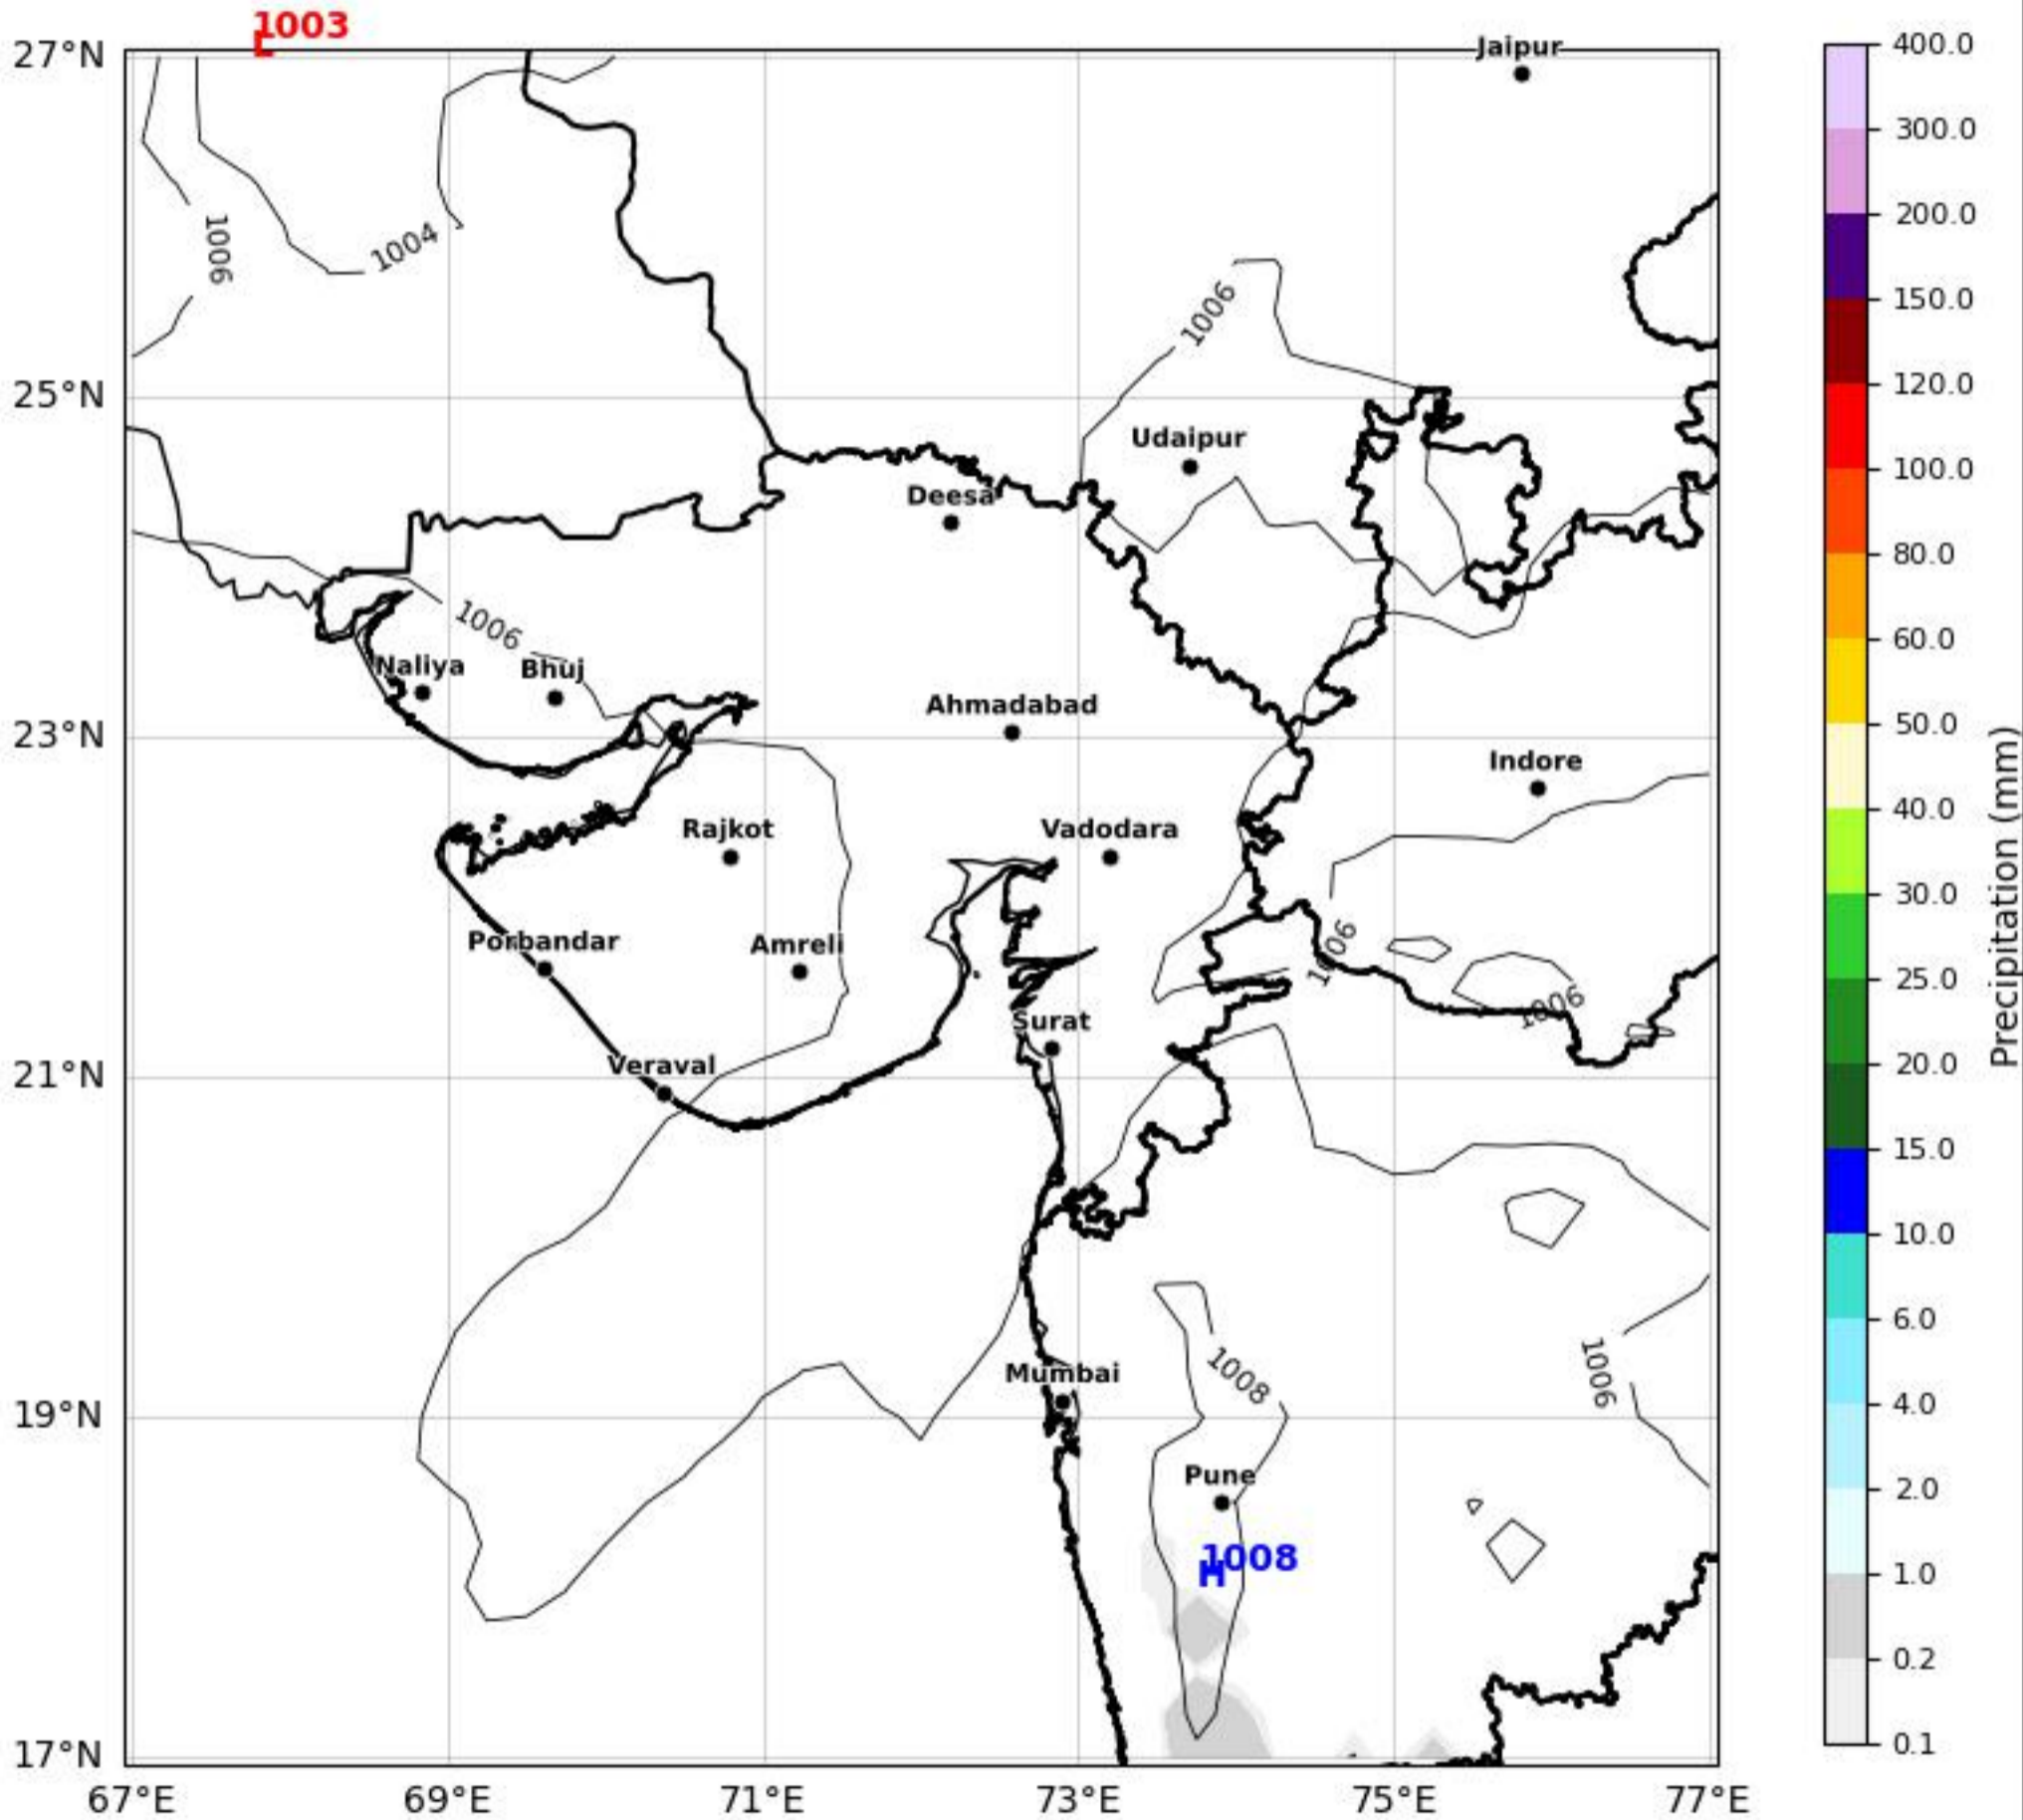 1003
L
27°N
Jaipur
400.0
300.0
1006
1004
200.0
150.0
1006
25°N
120.0
Udaipur
100.0
Deesa
80.0
1006
60.0
Naliya
Bhuj
Ahmadabad
23°N
50.0
Indore
Precipitation (mm)
40.0
Rajkot
Vadodara
30.0
Porbandar
Amreli
1006
25.0
1006
Surat
21°N
Veraval
20.0
15.0
10.0
6.0
1008
1006
Mumbai
19°N
4.0
Pune
2.0
1008
H
1.0
0.2
17°N
0.1
67°E
69°E
71°E
73°E
75°E
77°E